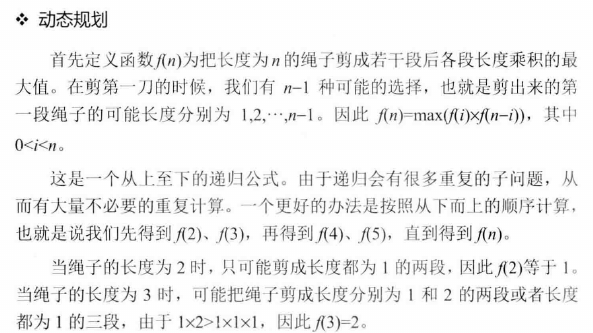 ❖ 动态规划
首先定义函数f(n)为把长度为n的绳子剪成若干段后各段长度乘积的最
大值。在剪第一刀的时候，我们有 n−1 种可能的选择，也就是剪出来的第
一段绳子的可能长度分别为 1,2,⋯,n−1。因此 f(n)=max(f(i)×f(n−i))，其中
0<i<n。
这是一个从上至下的递归公式。由于递归会有很多重复的子问题，从
而有大量不必要的重复计算。一个更好的办法是按照从下而上的顺序计算，
也就是说我们先得到 f(2)、f(3)，再得到 f(4)、f(5)，直到得到 f(n)。
当绳子的长度为 2 时，只可能剪成长度都为 1 的两段，因此 f(2)等于 1。
当绳子的长度为 3 时，可能把绳子剪成长度分别为 1 和 2 的两段或者长度
都为 1 的三段，由于 1×2>1×1×1，因此 f(3)=2。